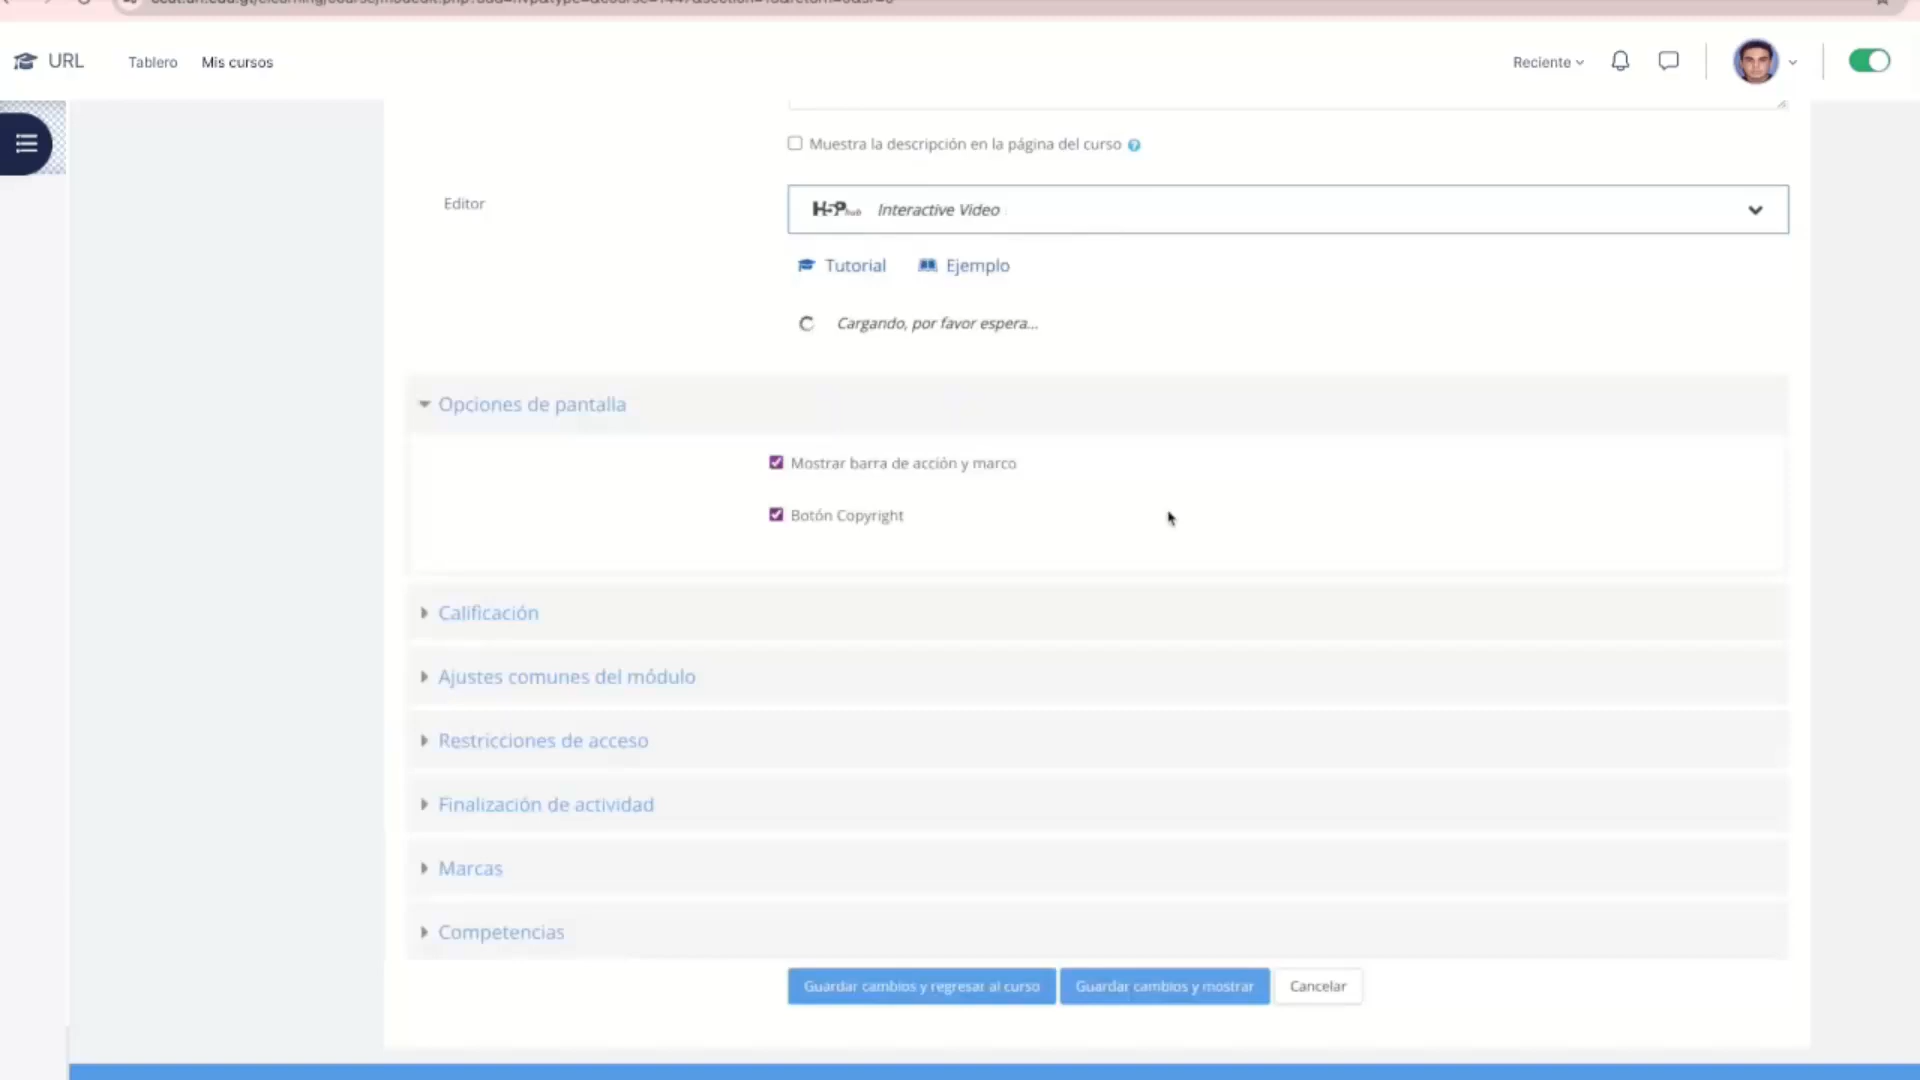 URL
Tablero
Mis cursos
Reciente
Muestra la descripción en la página del curso
Editor
H-P hub Interactive Video
Tutorial
Ejemplo
Cargando, por favor espera...
Opciones de pantalla
Mostrar barra de acción y marco
Botón Copyright
Calificación
Ajustes comunes del módulo
Restricciones de acceso
Finalización de actividad
Marcas
Competencias
Guardar cambios y regresar al curso
Guardar cambios y mostrar
Cancelar